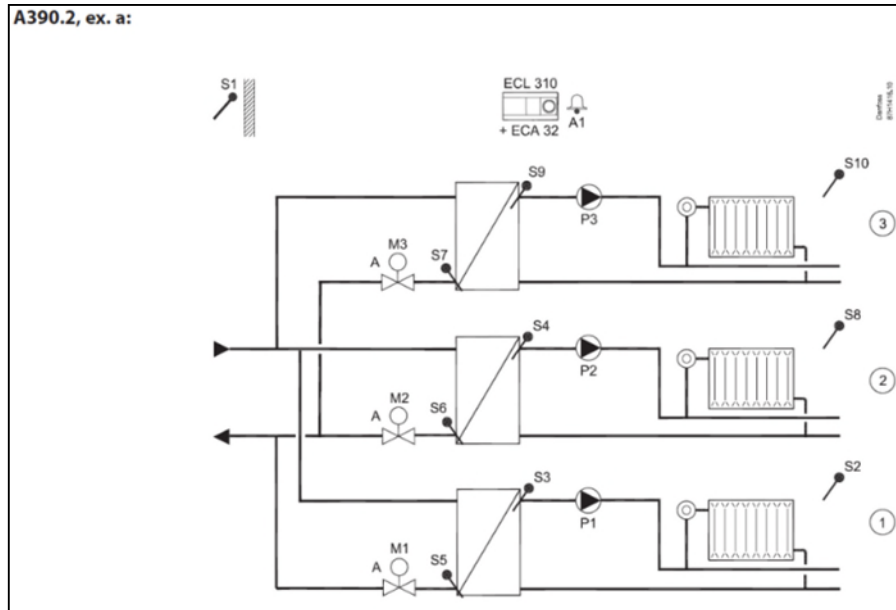 A390.2, ex. a:
S1
ECL 310
A1
+ ECA 32
Danfoss
S10
S9
P3
3
M3
A
S7
S8
S4
P2
2
M2
A
S6
S2
S3
P1
1
M1
A
S5